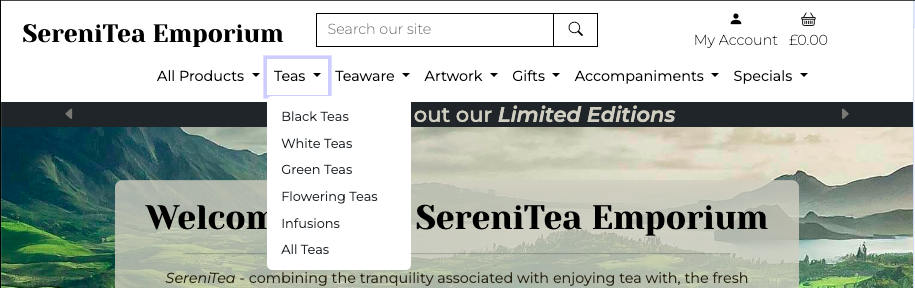 SereniTea Emporium
Search our site
My Account £0.00
All Products Teas Teaware Artwork Gifts Accompaniments Specials
out our Limited Editions
Black Teas
White Teas
Green Teas
Flowering Teas
Infusions
All Teas
SereniTea Emporium
SereniTea - combining the tranquility associated with enjoying tea with, the fresh